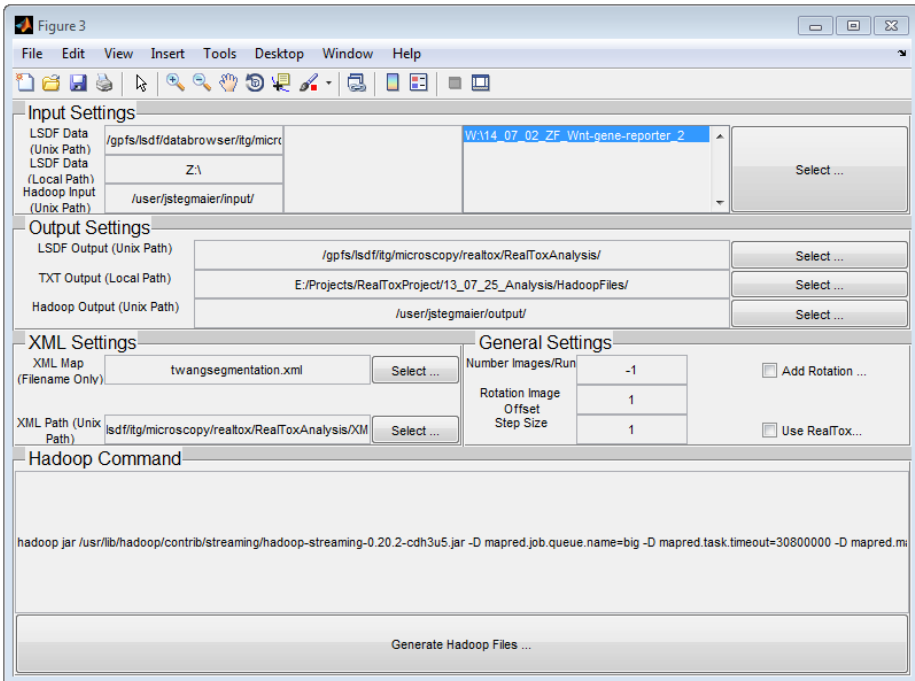 Figure 3
File Edit View Insert Tools Desktop Window Help
Input Settings
LSDF Data
(Unix Path)
/gpfs/lsdf/databrowser/itg/micro
LSDF Data
(Local Path)
Z:\
Hadoop Input
(Unix Path)
/user/jstegmaier/input/
W:\14_07_02_ZF_Wnt-gene-reporter_2
Select ...
Output Settings
LSDF Output (Unix Path)
/gpfs/lsdf/itg/microscopy/realtox/RealToxAnalysis/
Select ...
TXT Output (Local Path)
E:/Projects/RealToxProject/13_07_25_Analysis/HadoopFiles/
Select ...
Hadoop Output (Unix Path)
/user/jstegmaier/output/
Select ...
XML Settings
XML Map
(Filename Only)
twangsegmentation.xml
Select ...
XML Path (Unix
Path)
lsdf/itg/microscopy/realtox/RealToxAnalysis/XM
Select ...
General Settings
Number Images/Run
-1
Rotation Image
Offset
1
Step Size
1
Add Rotation ...
Use RealTox...
Hadoop Command
hadoop jar /usr/lib/hadoop/contrib/streaming/hadoop-streaming-0.20.2-cdh3u5.jar -D mapred.job.queue.name=big -D mapred.task.timeout=30800000 -D mapred.ma
Generate Hadoop Files ...